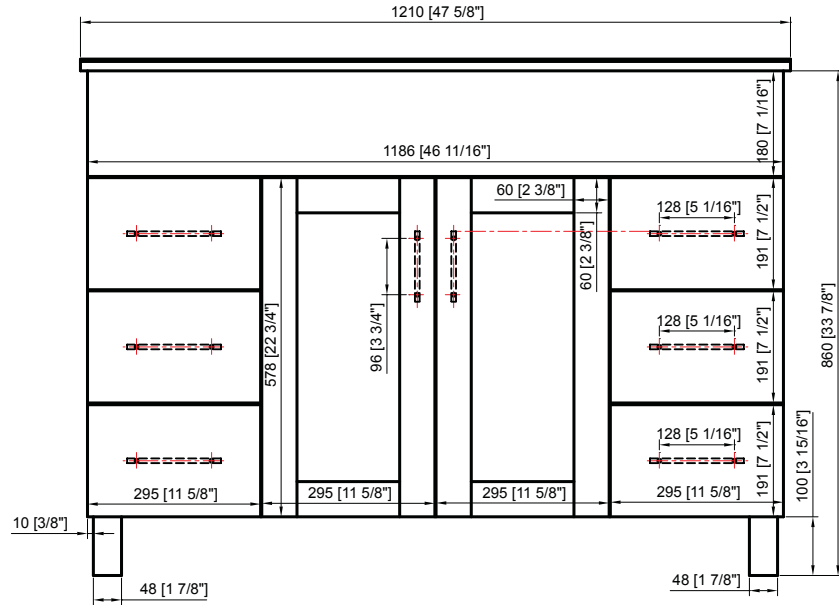 1210 [47 5/8"]
180 [7 1/16"]
1186 [46 11/16"]
60 [2 3/8"]
128 [5 1/16"]
191 [7 1/2"]
60 [2 3/8"]
96 [3 3/4"]
578 [22 3/4"]
128 [5 1/16"]
191 [7 1/2"]
860 [33 7/8"]
128 [5 1/16"]
191 [7 1/2"]
100 [3 15/16"]
295 [11 5/8"]
295 [11 5/8"]
295 [11 5/8"]
295 [11 5/8"]
10 [3/8"]
48 [1 7/8"]
48 [1 7/8"]